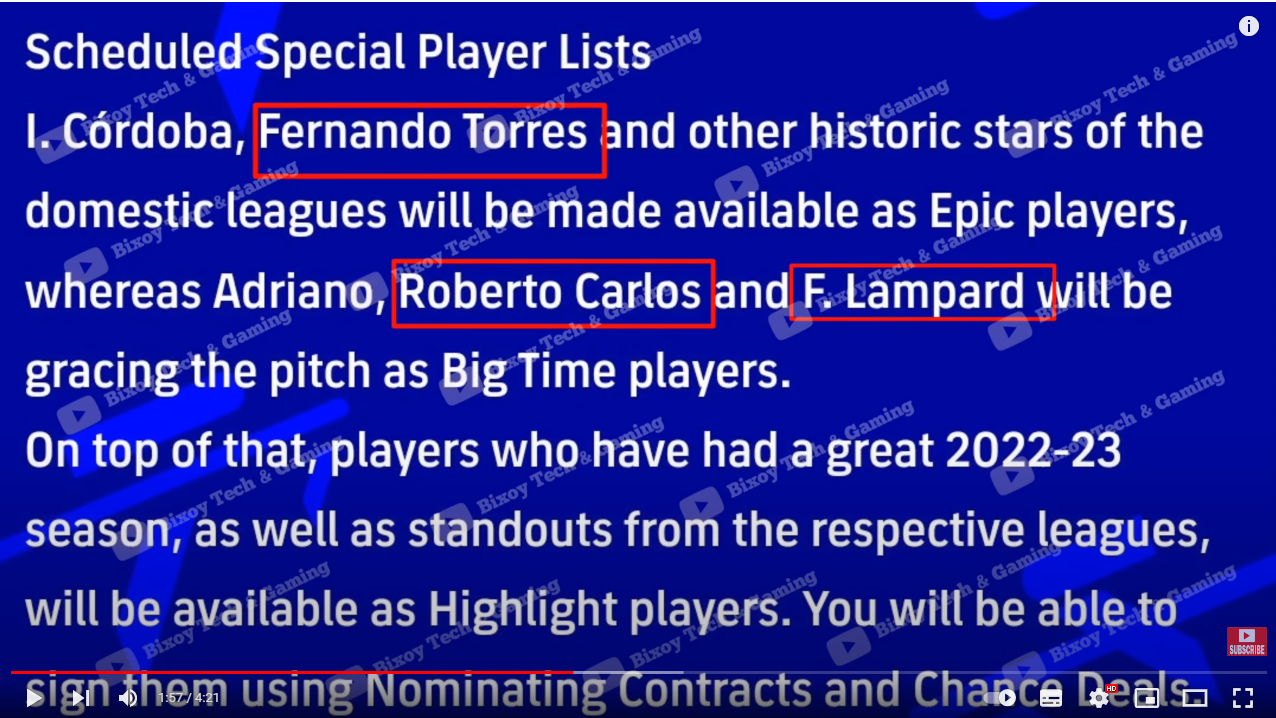 Scheduled Special Player Lists
I. Córdoba, Fernando Torres and other historic stars of the
domestic leagues will be made available as Epic players,
whereas Adriano, Roberto Carlos and F. Lampard will be
gracing the pitch as Big Time players.
On top of that, players who have had a great 2022-23
season, as well as standouts from the respective leagues,
will be available as Highlight players. You will be able to
sign them using Nominating Contracts and Chance Deals.
Bixoy Tech & Gaming
SUBSCRIBE
1:57 / 4:21
HD